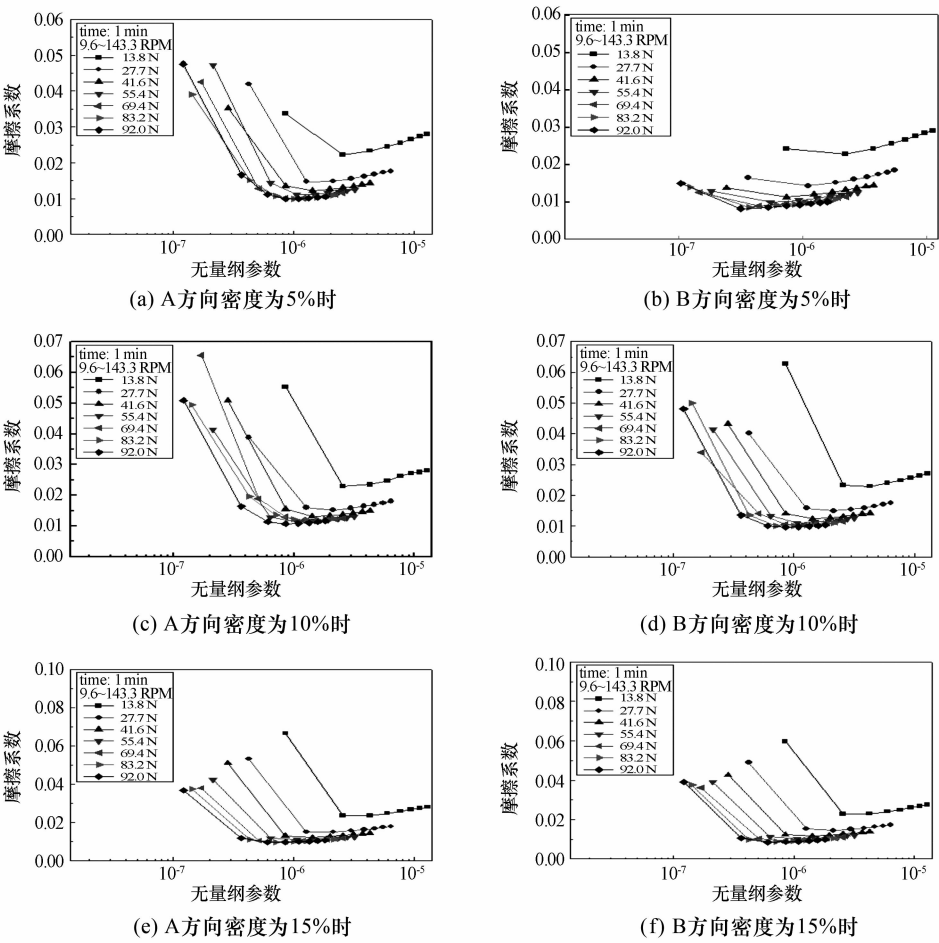 0.06
0.05
0.04
0.03
0.02
0.01
0.00
摩擦系数
time: 1 min
9.6~143.3 RPM
13.8 N
27.7 N
41.6 N
55.4 N
69.4 N
83.2 N
92.0 N
10-7
10-6
10-5
无量纲参数
(a) A方向密度为5%时
0.06
0.05
0.04
0.03
0.02
0.01
0.00
摩擦系数
time: 1 min
9.6~143.3 RPM
13.8 N
27.7 N
41.6 N
55.4 N
69.4 N
83.2 N
92.0 N
10-7
10-6
10-5
无量纲参数
(b) B方向密度为5%时
0.07
0.06
0.05
0.04
0.03
0.02
0.01
0.00
摩擦系数
time: 1 min
9.6~143.3 RPM
13.8 N
27.7 N
41.6 N
55.4 N
69.4 N
83.2 N
92.0 N
10-7
10-6
10-5
无量纲参数
(c) A方向密度为10%时
0.07
0.06
0.05
0.04
0.03
0.02
0.01
0.00
摩擦系数
time: 1 min
9.6~143.3 RPM
13.8 N
27.7 N
41.6 N
55.4 N
69.4 N
83.2 N
92.0 N
10-7
10-6
10-5
无量纲参数
(d) B方向密度为10%时
0.10
0.08
0.06
0.04
0.02
0.00
摩擦系数
time: 1 min
9.6~143.3 RPM
13.8 N
27.7 N
41.6 N
55.4 N
69.4 N
83.2 N
92.0 N
10-7
10-6
10-5
无量纲参数
(e) A方向密度为15%时
0.10
0.08
0.06
0.04
0.02
0.00
摩擦系数
time: 1 min
9.6~143.3 RPM
13.8 N
27.7 N
41.6 N
55.4 N
69.4 N
83.2 N
92.0 N
10-7
10-6
10-5
无量纲参数
(f) B方向密度为15%时